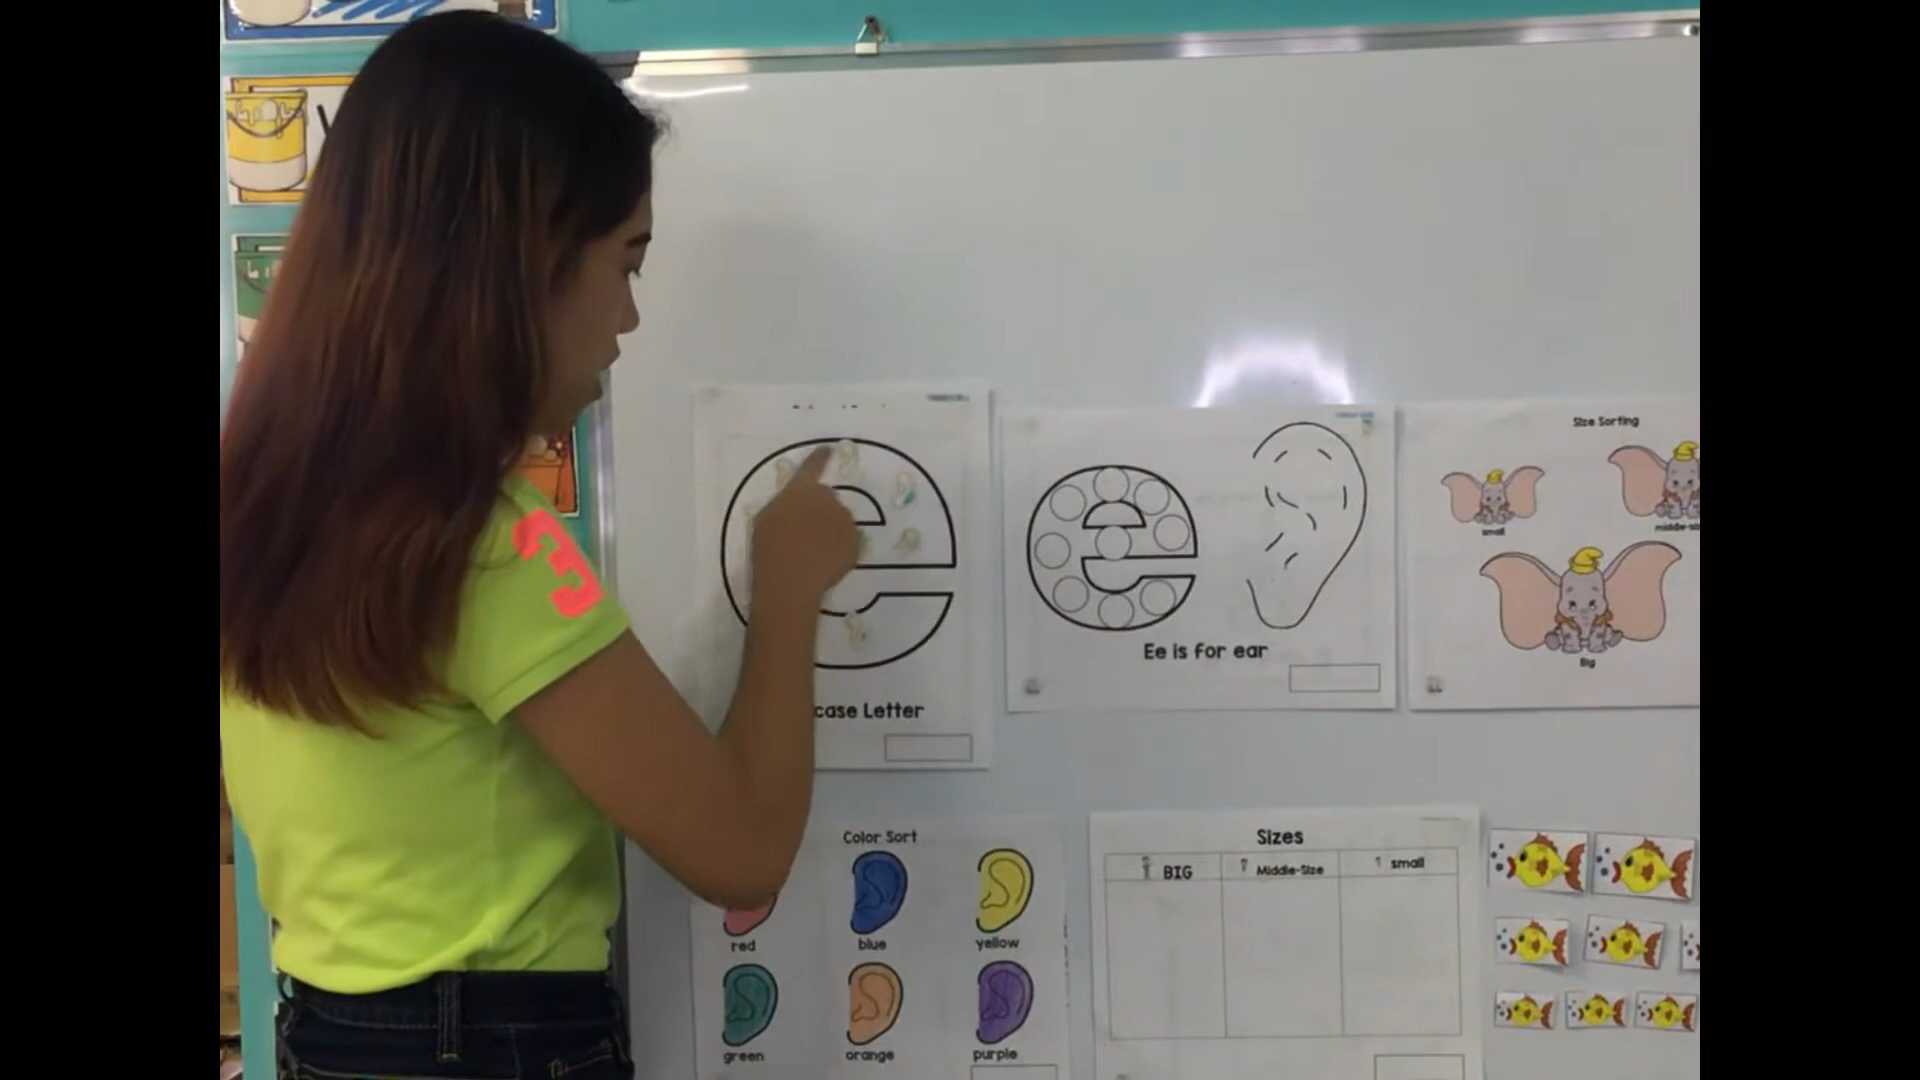 3
e
case Letter
e
Ee is for ear
Size Sorting
small
Big
Color Sort
red
blue
yellow
green
orange
purple
Sizes
BIG
Middle-Size
small